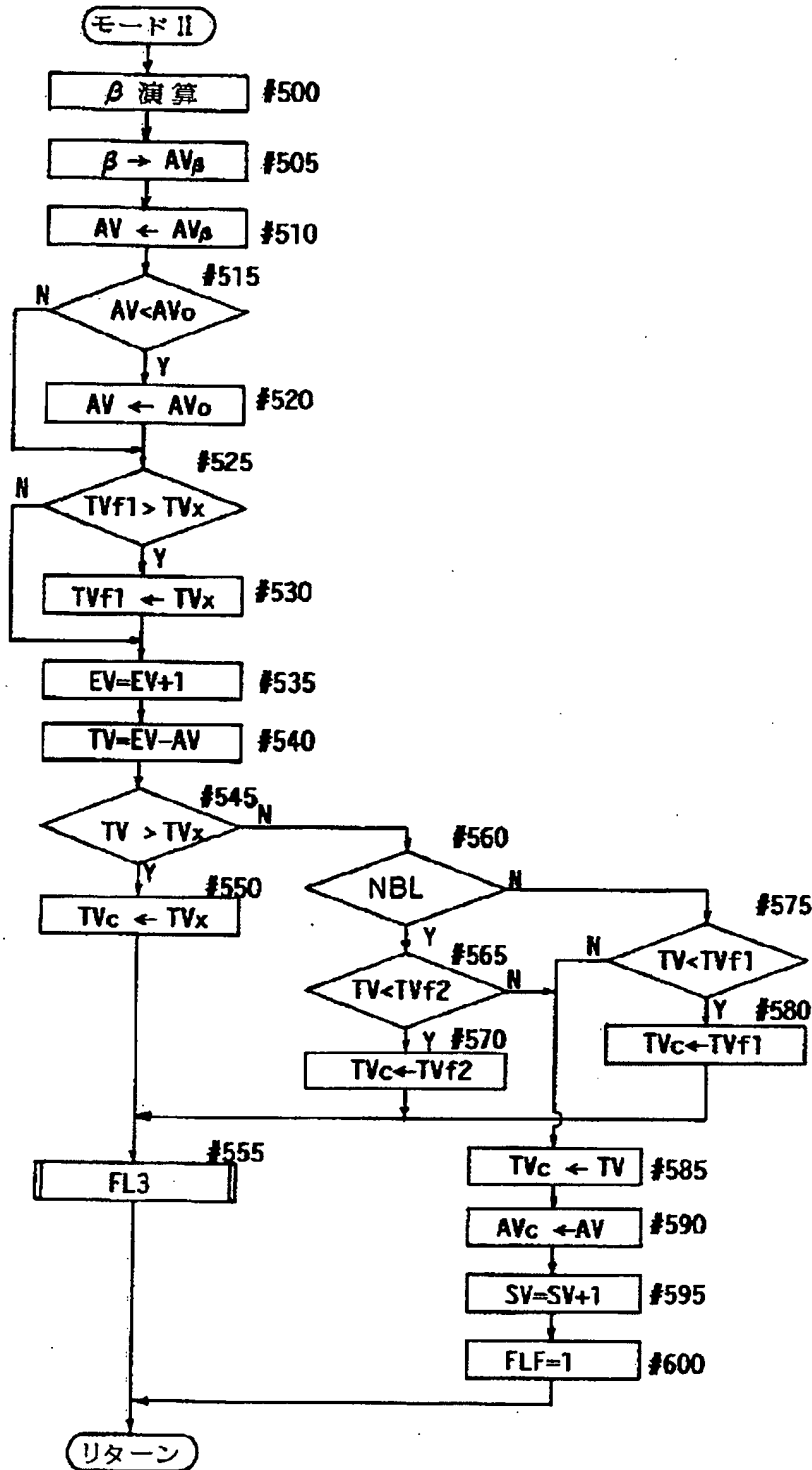 モード II
β 演算 #500
β → AVβ #505
AV ← AVβ #510
#515
N
AV<AVo
Y
AV ← AVo #520
#525
N
TVf1 > TVx
Y
TVf1 ← TVx #530
EV=EV+1 #535
TV=EV-AV #540
#545
N
TV > TVx
Y
#550
TVc ← TVx
#560
NBL
N
Y
#565
TV<TVf2
N
Y
#570
TVc←TVf2
#575
N
TV<TVf1
Y
#580
TVc←TVf1
#555
FL3
TVc ← TV #585
AVc ←AV #590
SV=SV+1 #595
FLF=1 #600
リターン